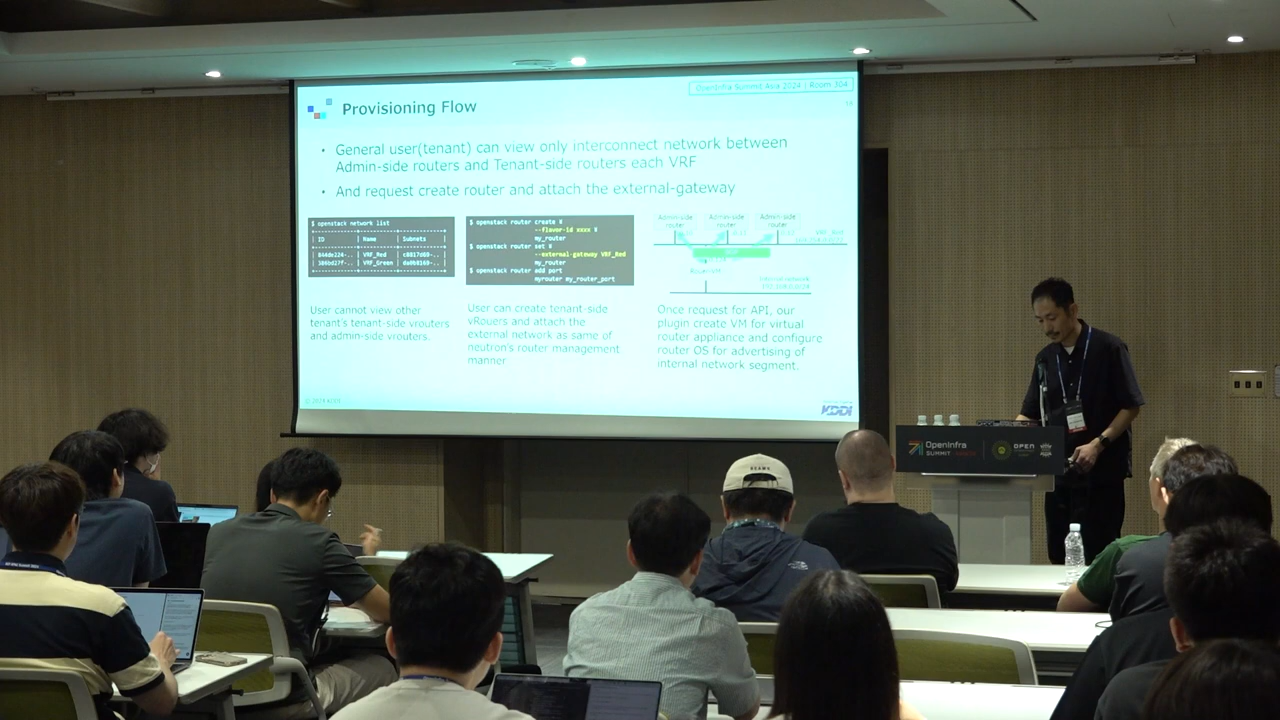 OpenInfra Summit Asia 2024 | Room 304
Provisioning Flow
• General user(tenant) can view only interconnect network between
Admin-side routers and Tenant-side routers each VRF
• And request create router and attach the external-gateway
$ openstack network list
| ID | Name | Subnets |
| VRF_Red |
| VRF_Green |
$ openstack router create ¥
--flavor-id xxxx ¥
my_router
$ openstack router set ¥
--external-gateway VRF_Red
my_router
$ openstack router add port
myrouter my_router_port
Admin-side
router
Admin-side
router
Admin-side
router
VRF_Red
User cannot view other
tenant's tenant-side vrouters
and admin-side vrouters.
User can create tenant-side
vRouers and attach the
external network as same of
neutron's router management
manner
Once request for API, our
plugin create VM for virtual
router appliance and configure
router OS for advertising of
internal network segment.
© 2024 KDDI
KDDI
OpenInfra
SUMMIT
OPEN